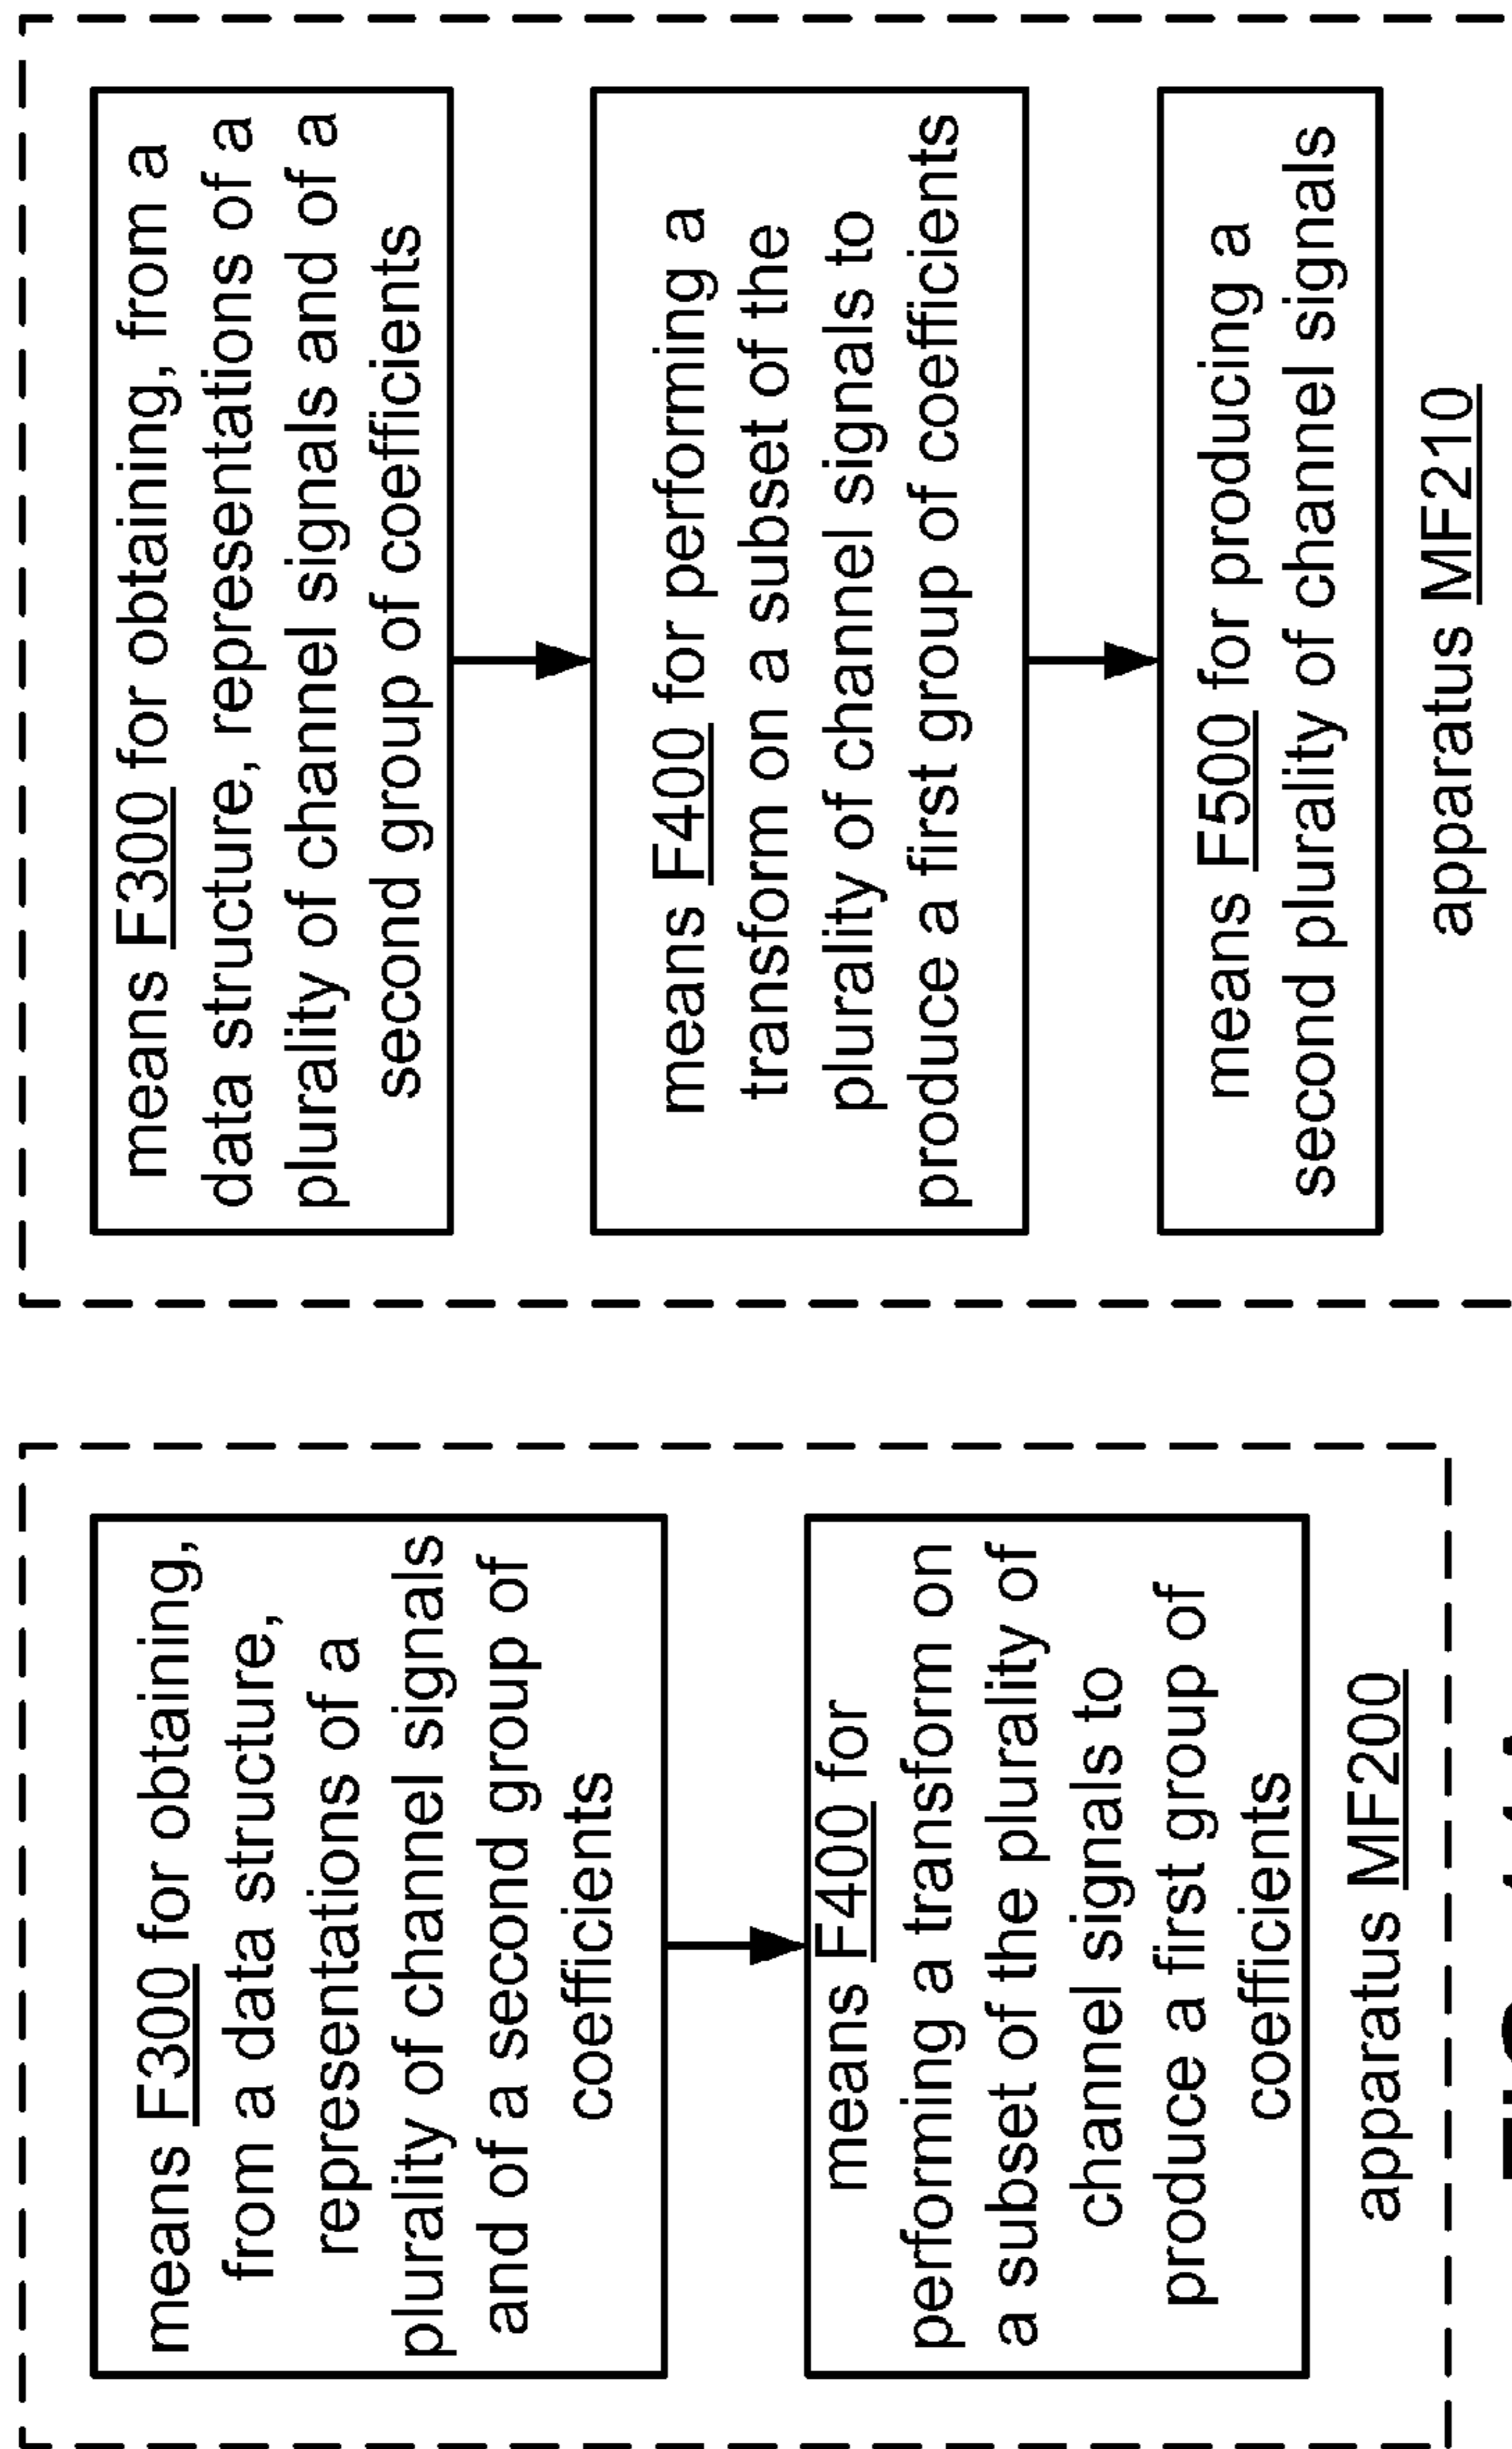 means F300 for obtaining,
from a data structure,
representations of a
plurality of channel signals
and of a second group of
coefficients
means F400 for
performing a transform on
a subset of the plurality of
channel signals to
produce a first group of
coefficients
apparatus MF200
means F300 for obtaining, from a
data structure, representations of a
plurality of channel signals and of a
second group of coefficients
means F400 for performing a
transform on a subset of the
plurality of channel signals to
produce a first group of coefficients
means F500 for producing a
second plurality of channel signals
apparatus MF210